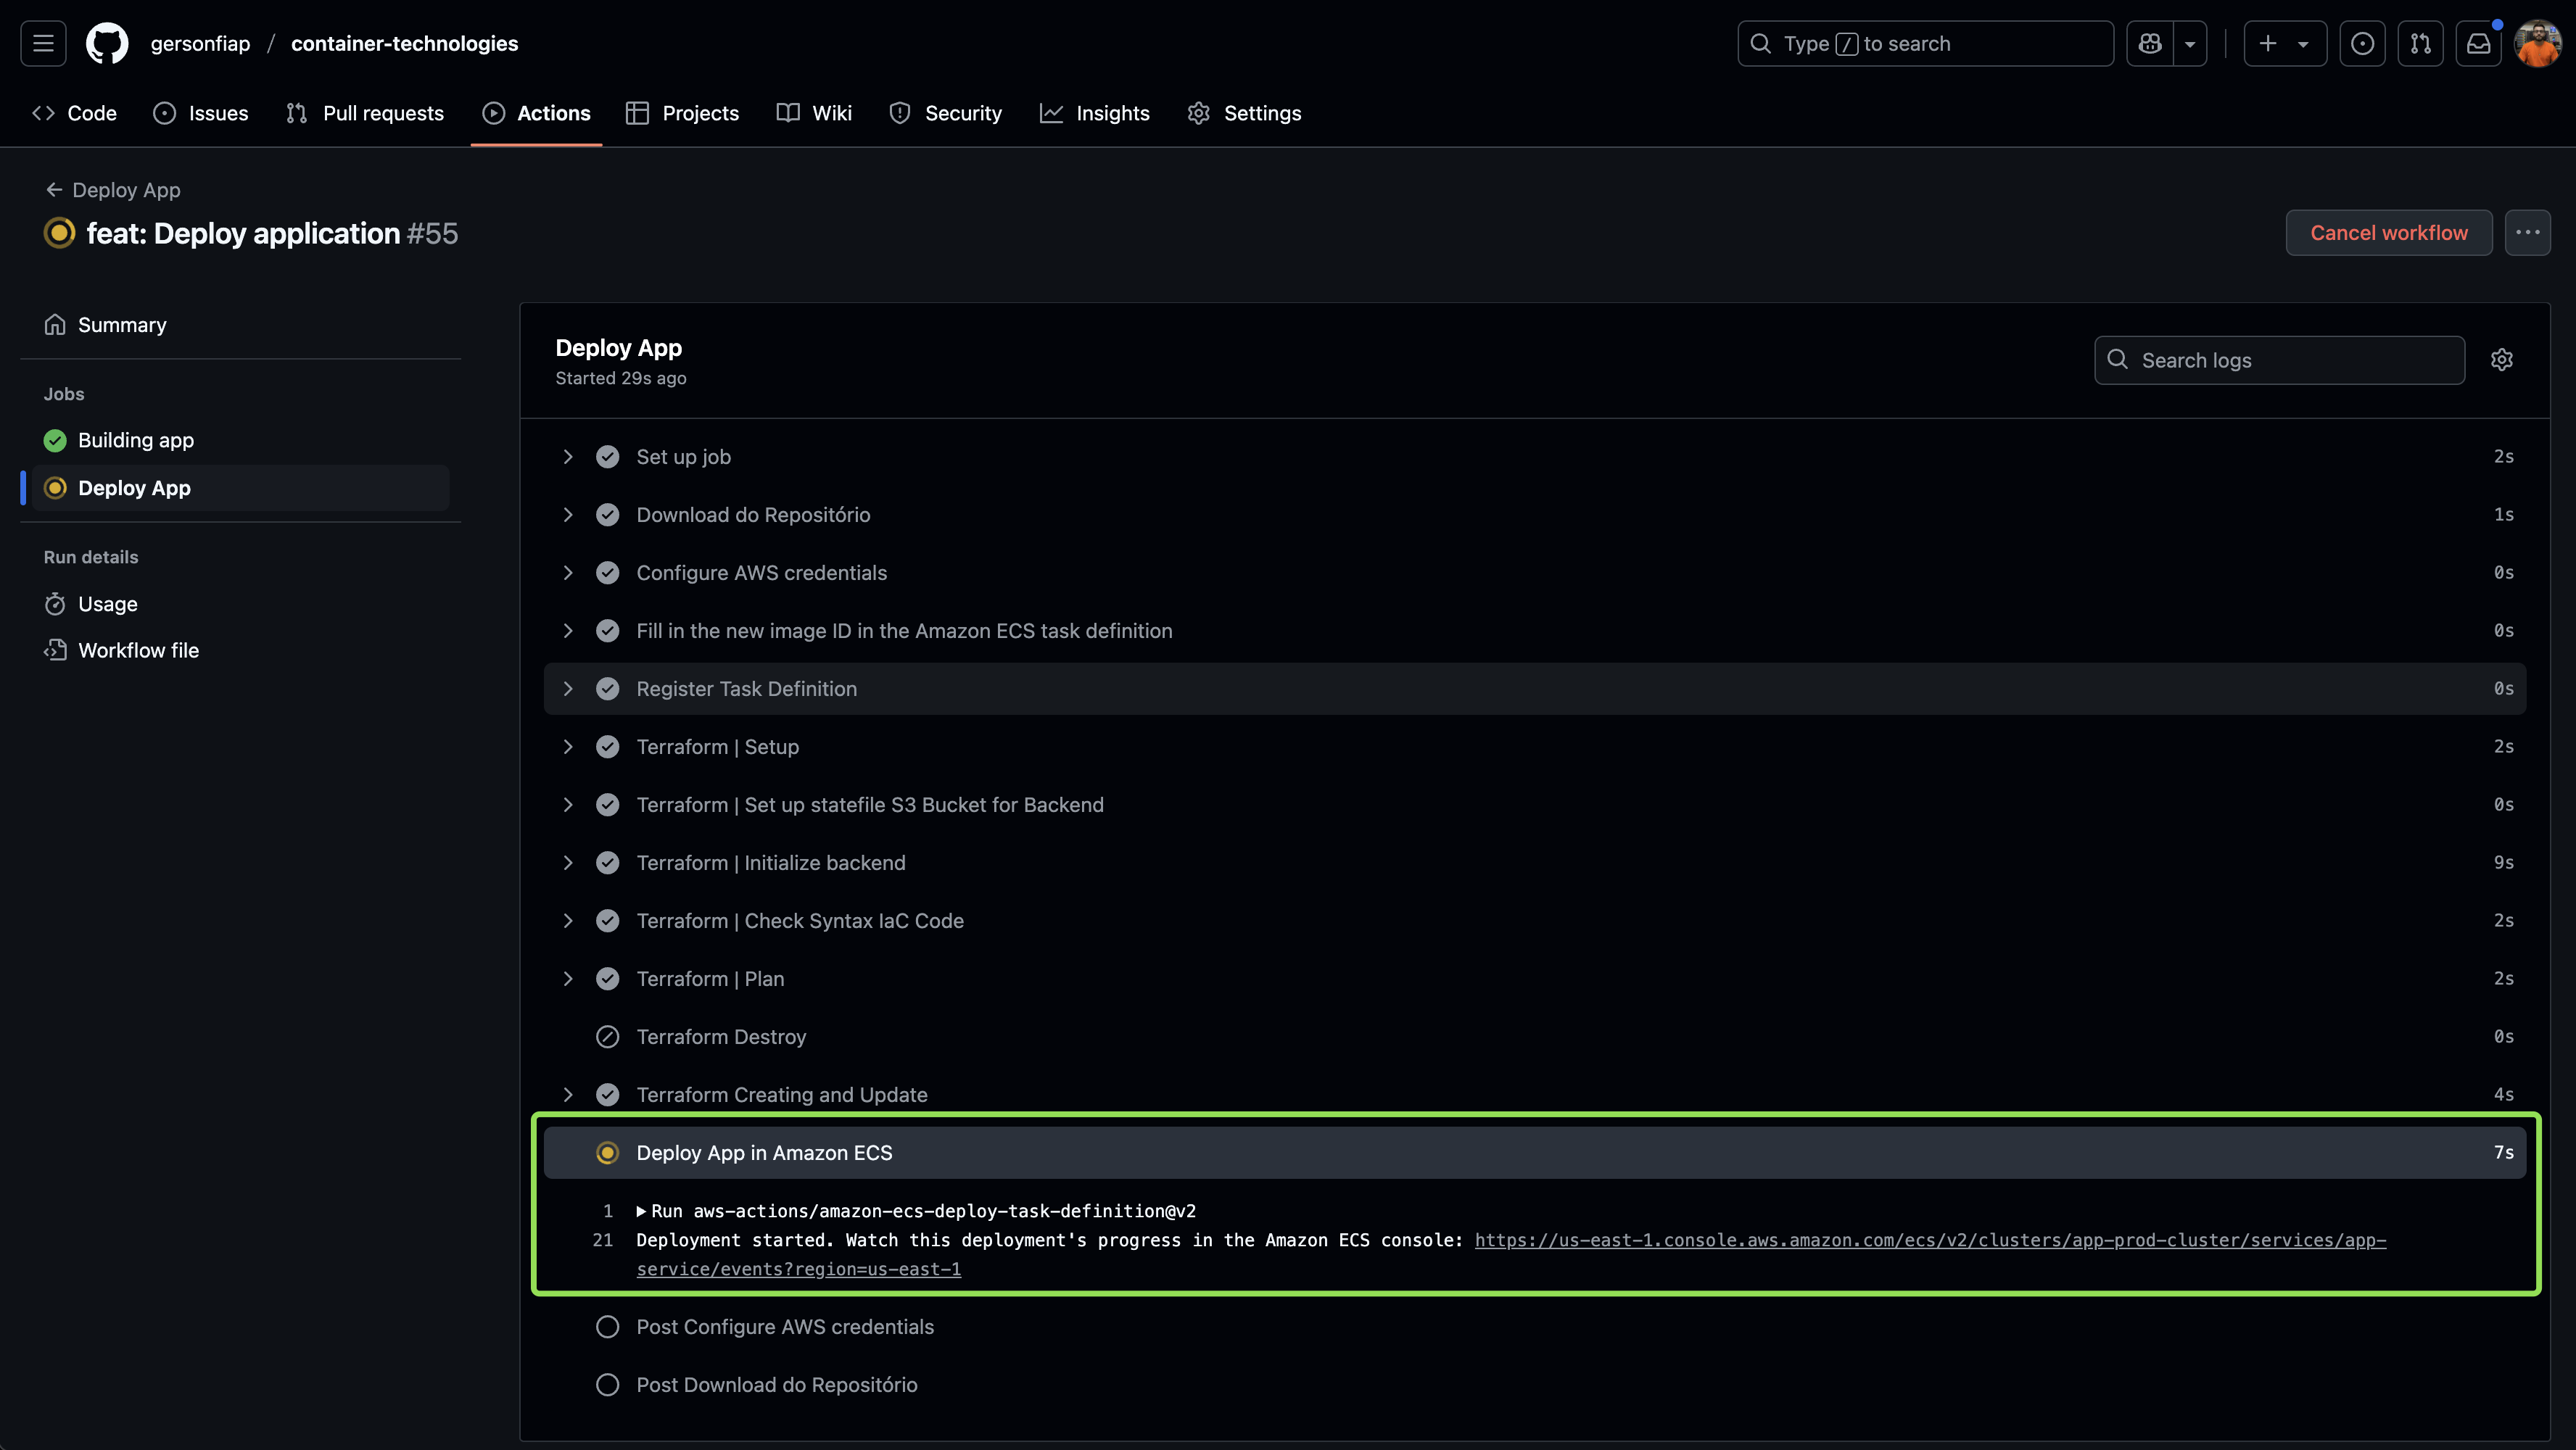 gersonfiap / container-technologies
Type / to search
Code
Issues
Pull requests
Actions
Projects
Wiki
Security
Insights
Settings
Deploy App
feat: Deploy application #55
Cancel workflow
Summary
Jobs
Building app
Deploy App
Run details
Usage
Workflow file
Deploy App
Started 29s ago
Search logs
Set up job 2s
Download do Repositório 1s
Configure AWS credentials 0s
Fill in the new image ID in the Amazon ECS task definition 0s
Register Task Definition 0s
Terraform | Setup 2s
Terraform | Set up statefile S3 Bucket for Backend 0s
Terraform | Initialize backend 9s
Terraform | Check Syntax IaC Code 2s
Terraform | Plan 2s
Terraform Destroy 0s
Terraform Creating and Update 4s
Deploy App in Amazon ECS 7s
1 ▶Run aws-actions/amazon-ecs-deploy-task-definition@v2
21 Deployment started. Watch this deployment's progress in the Amazon ECS console: https://us-east-1.console.aws.amazon.com/ecs/v2/clusters/app-prod-cluster/services/app-
service/events?region=us-east-1
Post Configure AWS credentials
Post Download do Repositório